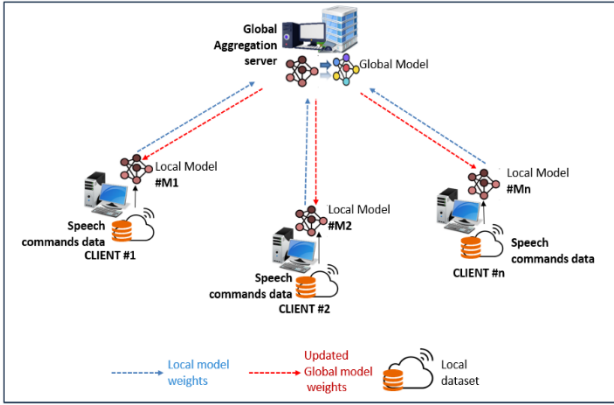 Global
Aggregation
server
Global Model
Local Model
#M1
Speech
commands data
CLIENT #1
Local Model
#M2
Speech
commands data
CLIENT #2
Local Model
#Mn
Speech
commands data
CLIENT #n
Local model
weights
Updated
Global model
weights
Local
dataset